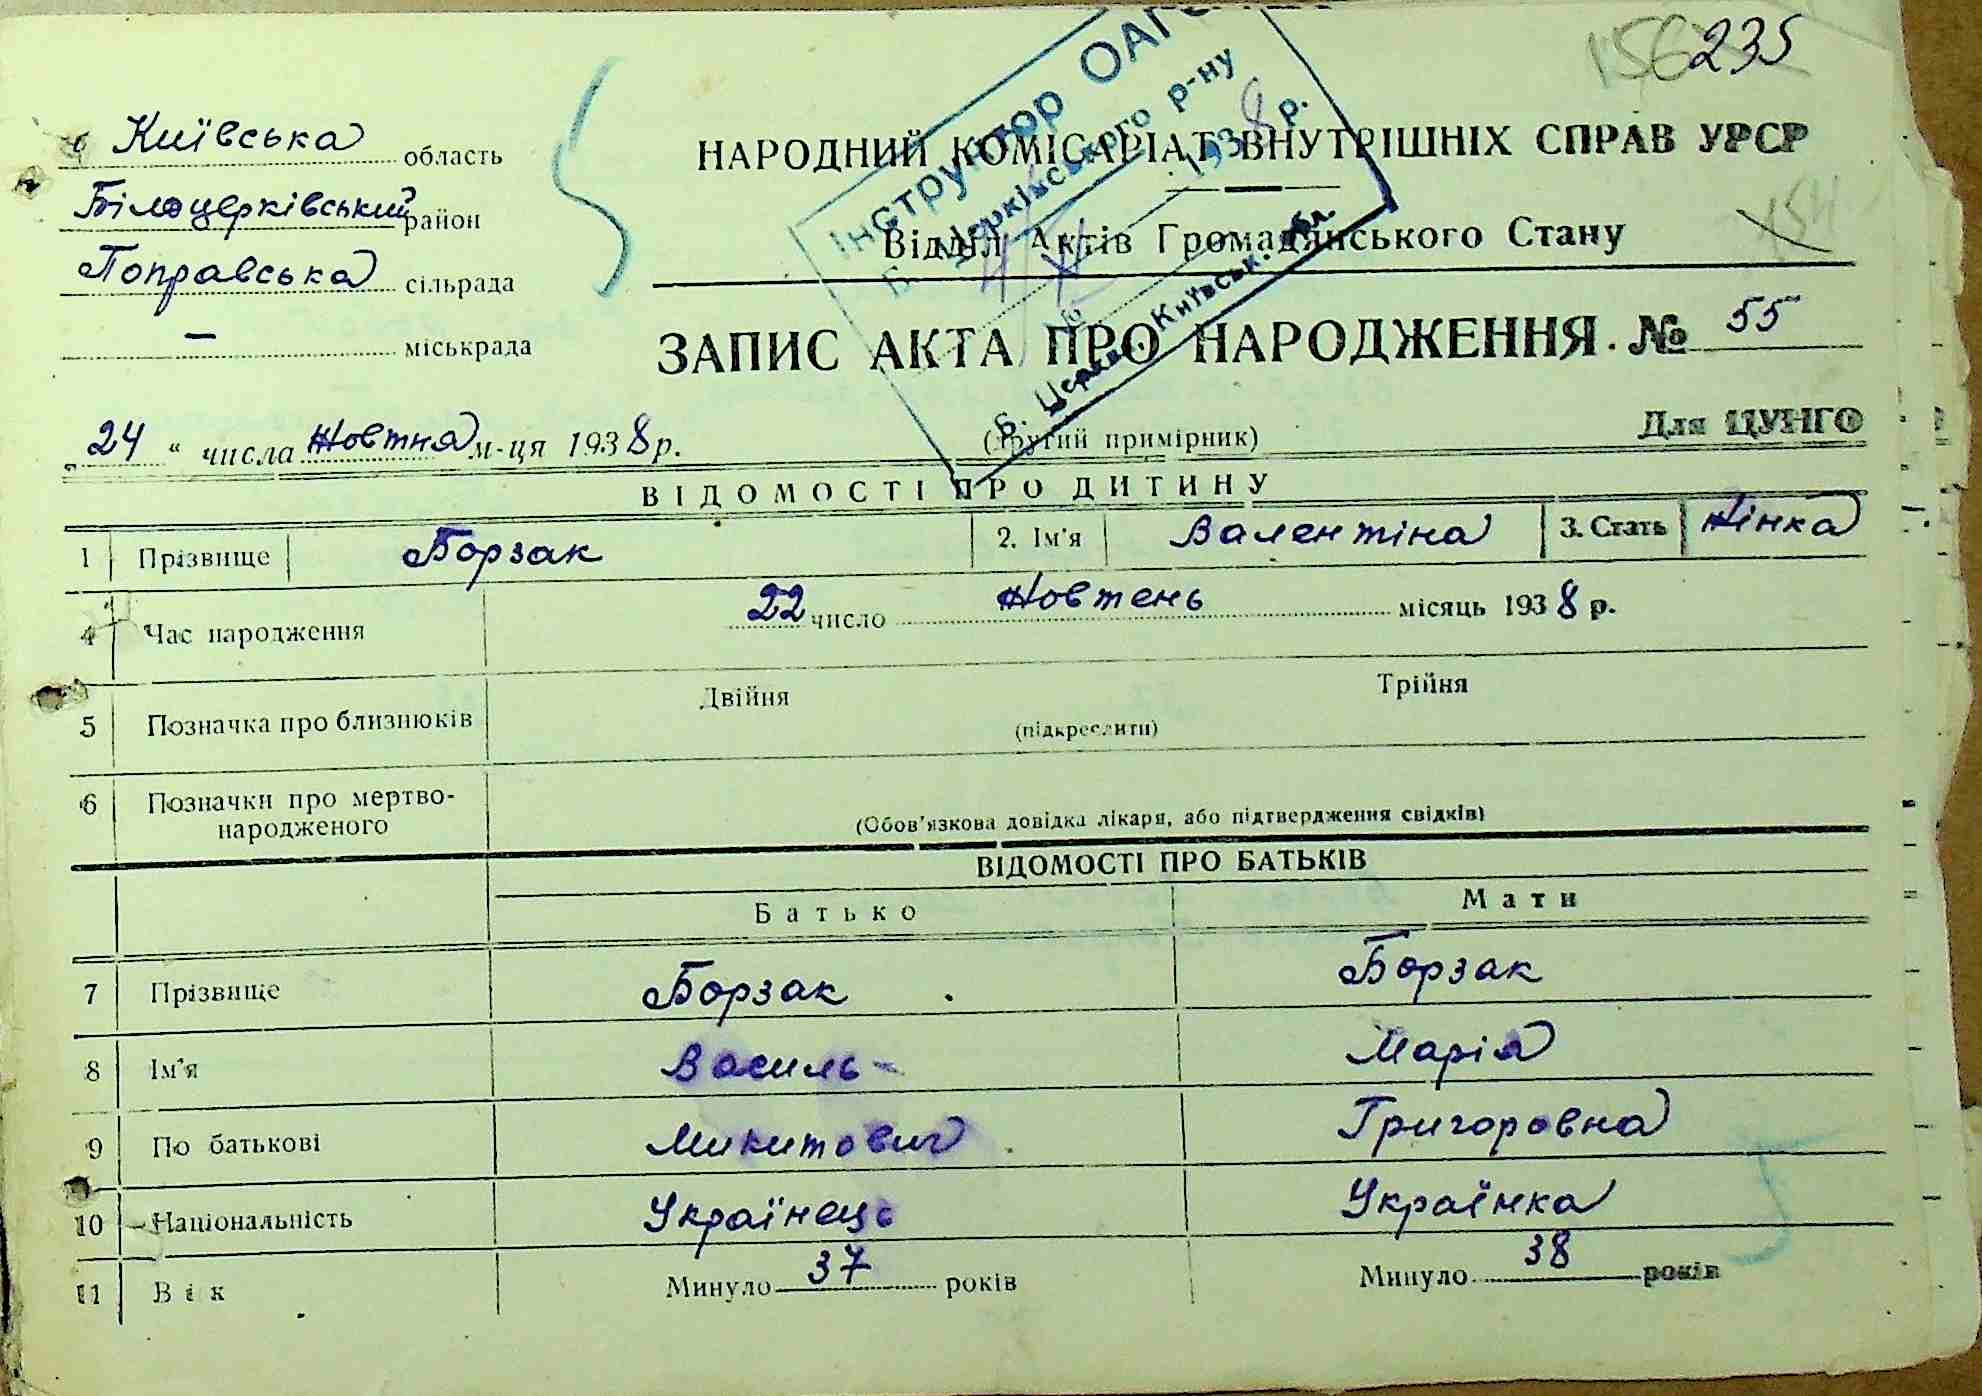 235
Київська область
Білоцерківський район
Поправська сільрада
— міськрада
НАРОДНИЙ КОМІСАРІАТ ВНУТРІШНІХ СПРАВ УРСР
Відділ Актів Громадянського Стану
ЗАПИС АКТА ПРО НАРОДЖЕННЯ. № 55
Інструктор ОАГС
Б. Церківського р-ну
1938 р.
Б. Церква, Київськ. обл.
„24“ числа Жовтня м-ця 1938 р.
(другий примірник)
Для ЦУНГО
ВІДОМОСТІ ПРО ДИТИНУ
1 Прізвище Борзак 2. Ім'я Валентіна 3. Стать Жінка
4 Час народження 22 число Жовтень місяць 1938 р.
5 Позначка про близнюків Двійня Трійня
(підкреслити)
6 Позначки про мертво-
народженого
(Обов'язкова довідка лікаря, або підтвердження свідків)
ВІДОМОСТІ ПРО БАТЬКІВ
Батько Мати
7 Прізвище Борзак Борзак
8 Ім'я Василь Марія
9 По батькові Микитович Григоровна
10 Національність Українець Українка
11 Вік Минуло 37 років Минуло 38 років